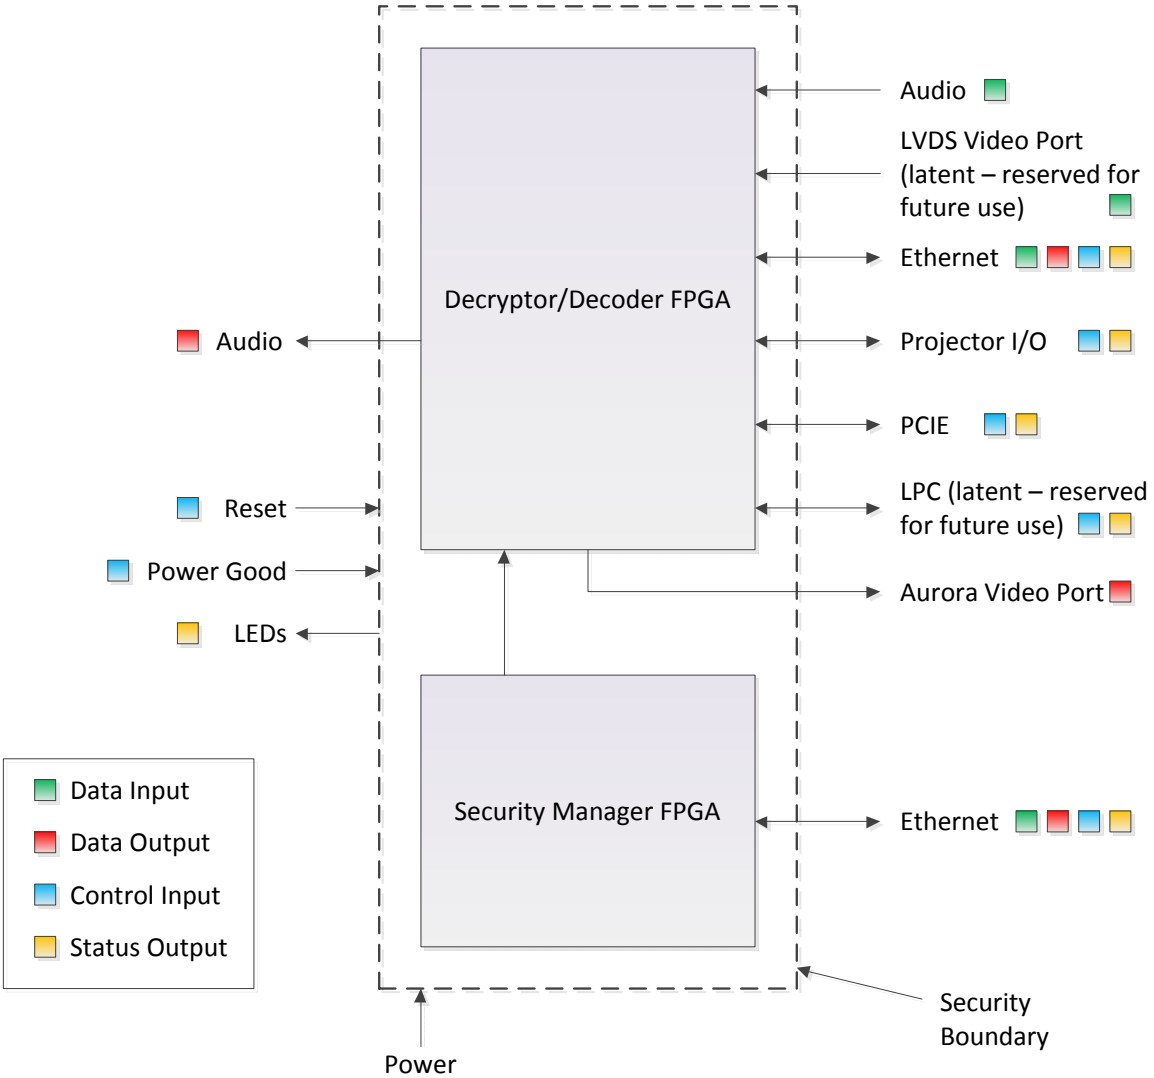 Audio
LVDS Video Port
(latent – reserved for
future use)
Ethernet
Decryptor/Decoder FPGA
Audio
Projector I/O
PCIE
Reset
LPC (latent – reserved
for future use)
Power Good
Aurora Video Port
LEDs
Data Input
Data Output
Control Input
Status Output
Security Manager FPGA
Ethernet
Security
Boundary
Power